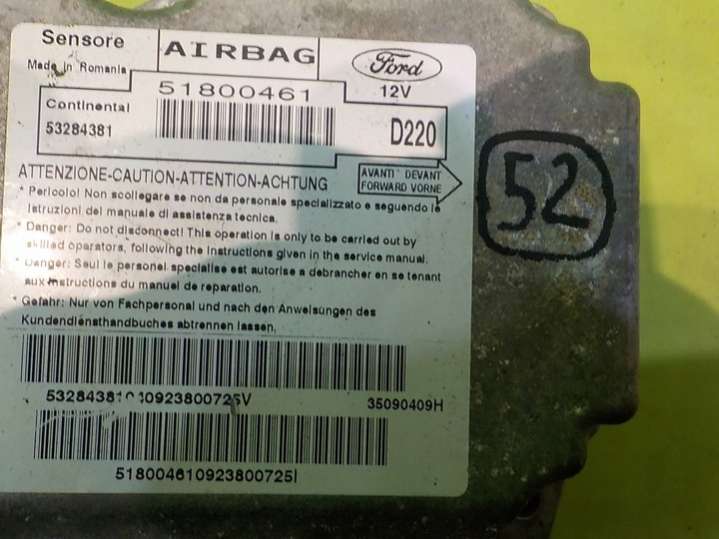 Sensore
AIRBAG
Ford
Made in Romania
51800461
12V
Continental
53284381
D220
ATTENZIONE-CAUTION-ATTENTION-ACHTUNG
AVANTI DEVANT
FORWARD VORNE
52
* Pericolo! Non scollegare se non da personale specializzato e seguendo le
istruzioni del manuale di assistenza tecnica.
* Danger: Do not disconnect! This operation is only to be carried out by
skilled oparators, following the instructions given in the service manual.
* Danger: Seul le personel specialise est autorise a debrancher en se tenant
aux instructions du manuel de reparation.
* Gefahr: Nur von Fachpersonal und nach den Anweisungen des
Kundendiensthandbuches abtrennen lassen.
35090409H
518004610923800725I